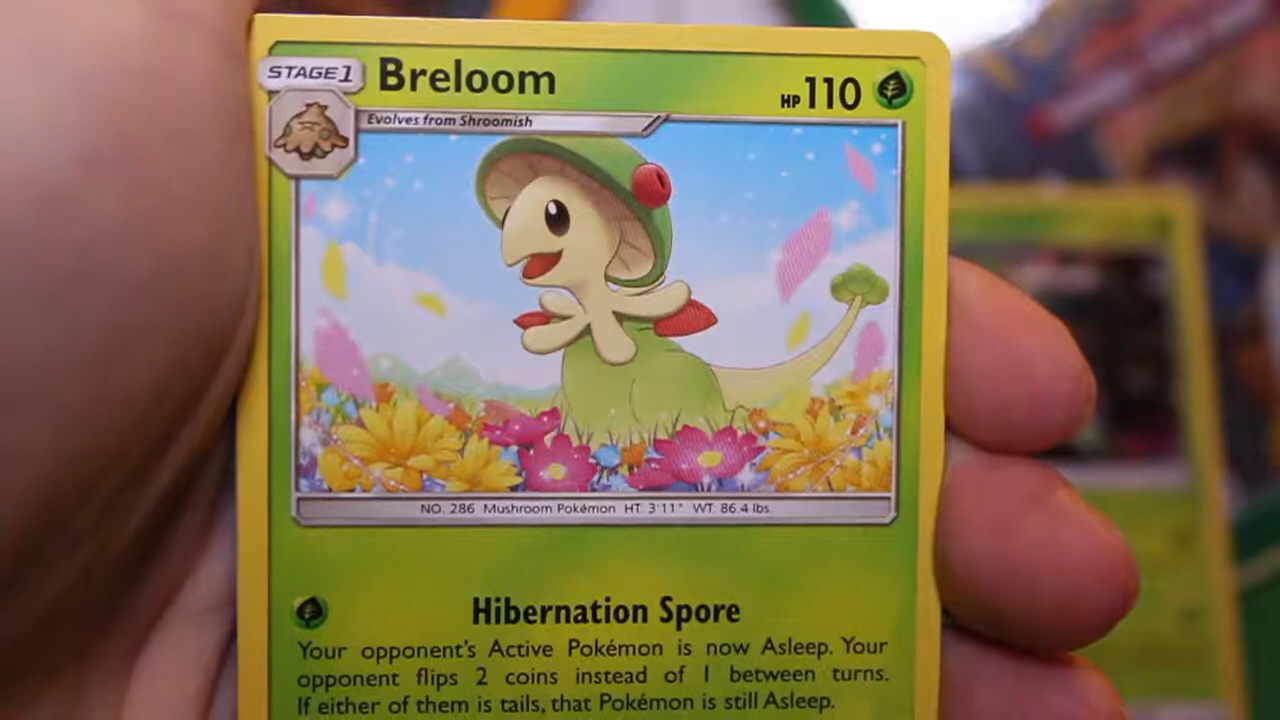 STAGE1
Breloom
HP 110
Evolves from Shroomish
NO. 286 Mushroom Pokémon HT. 3'11" WT. 86.4 lbs.
Hibernation Spore
Your opponent's Active Pokémon is now Asleep. Your
opponent flips 2 coins instead of 1 between turns.
If either of them is tails, that Pokémon is still Asleep.